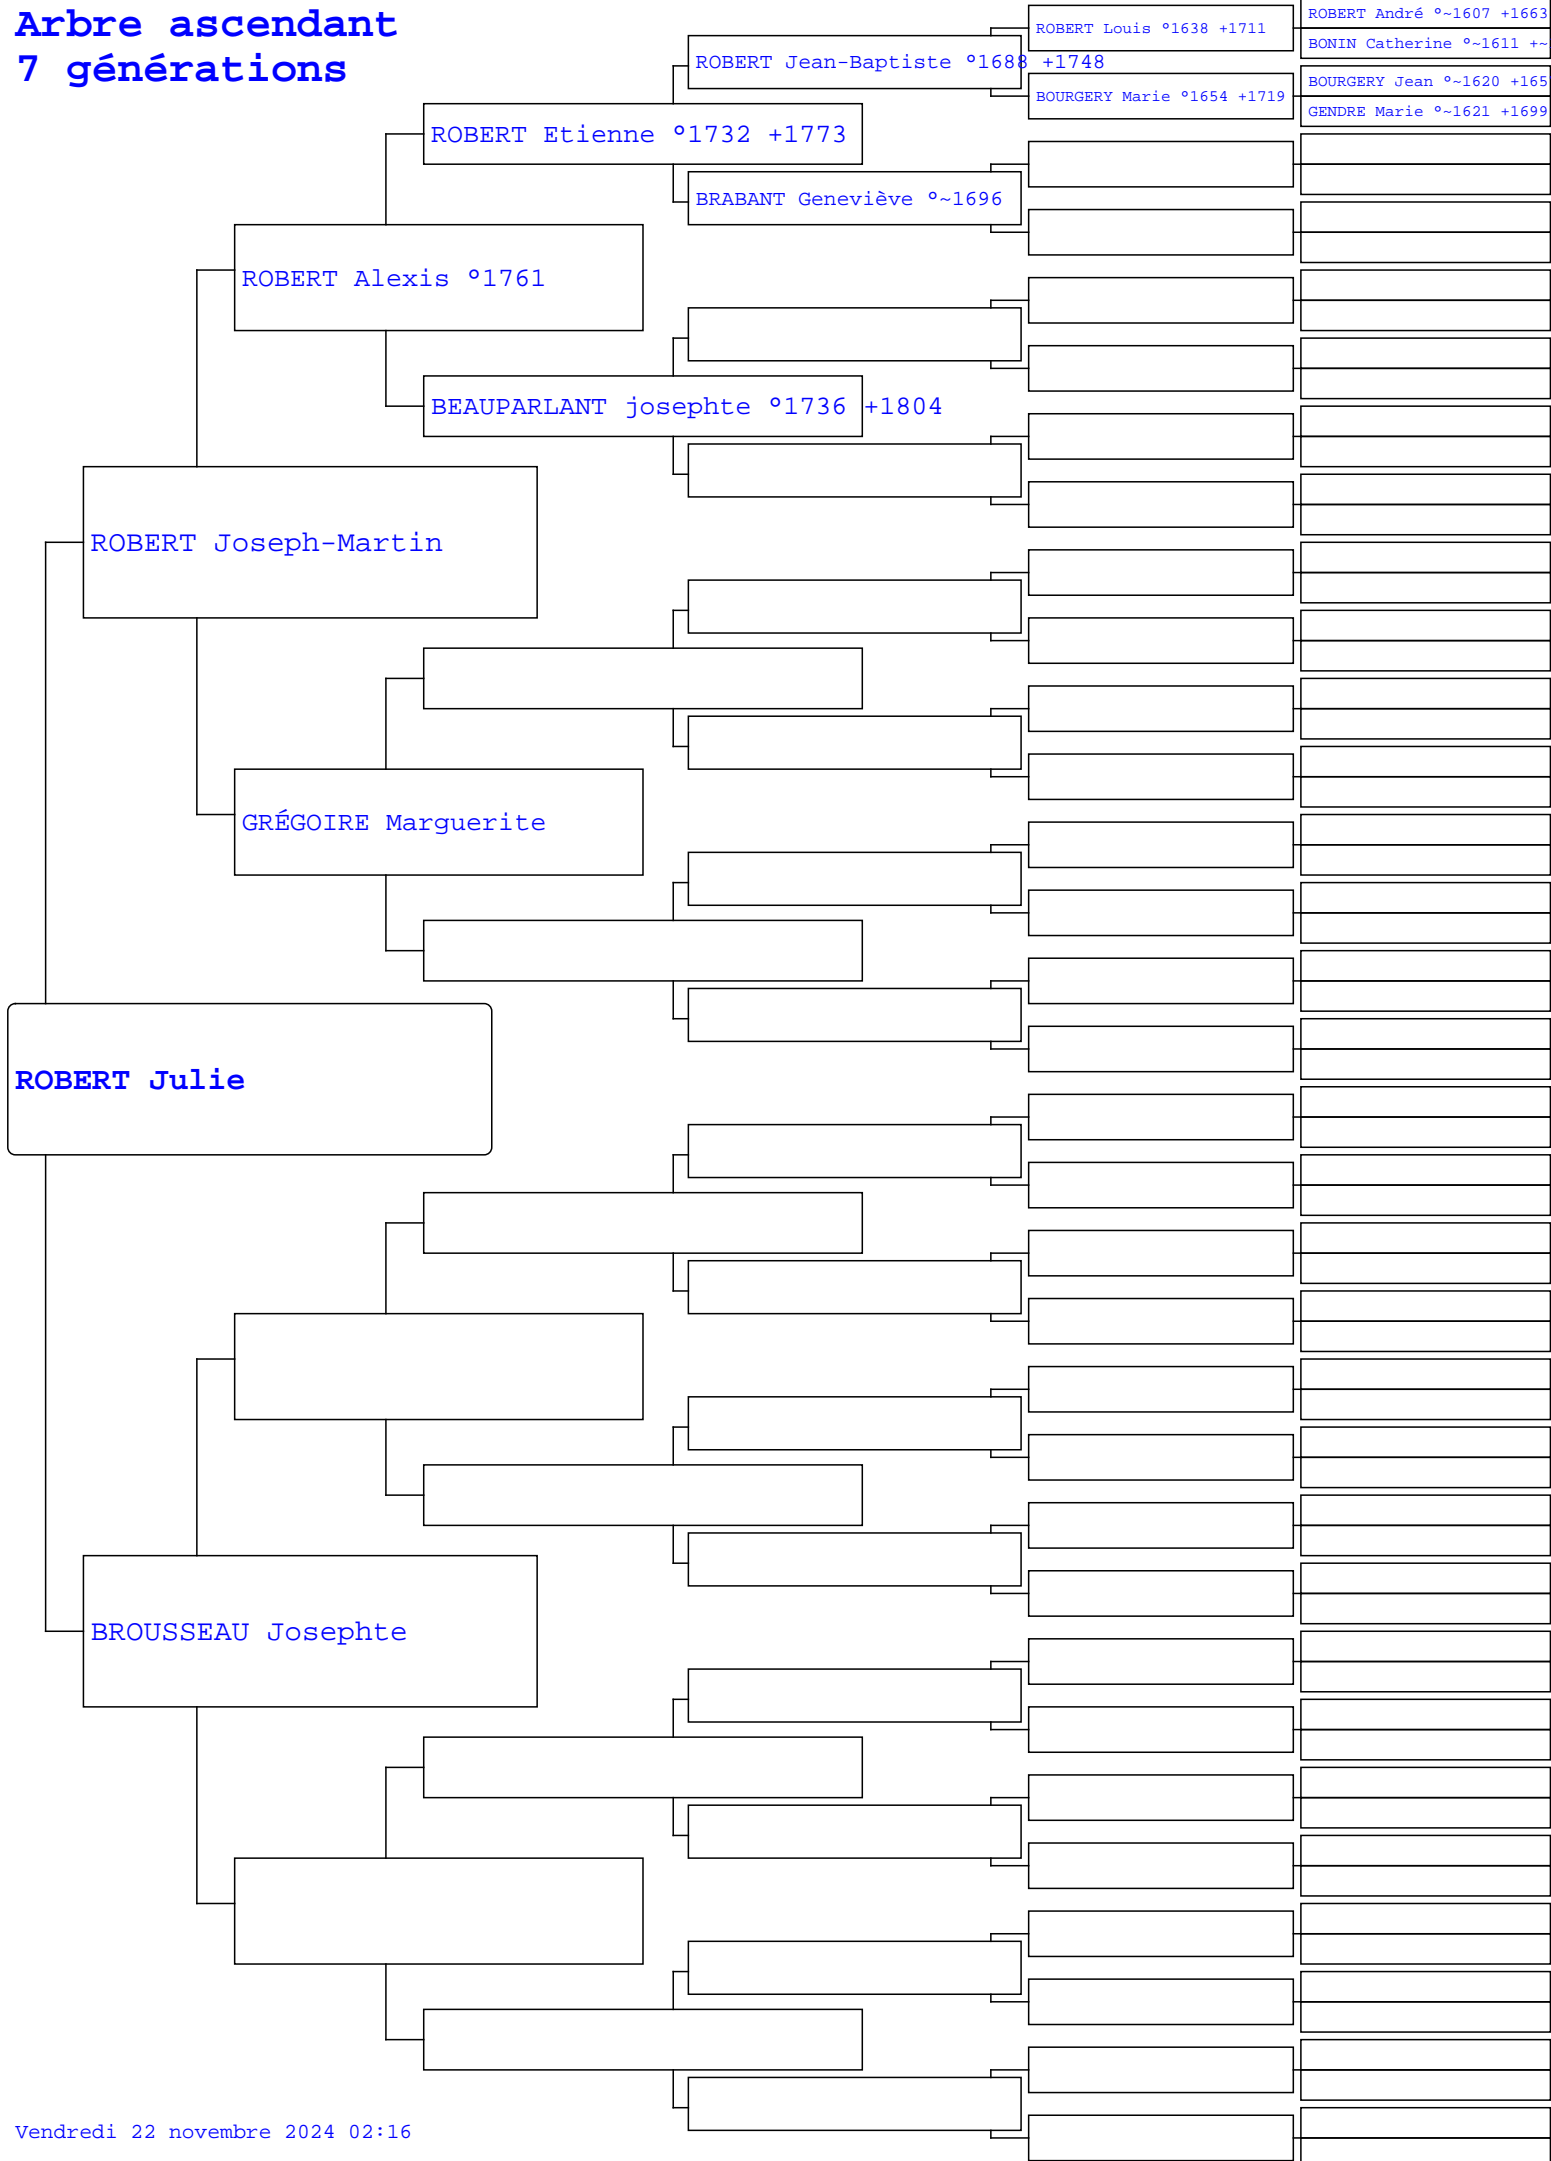 Arbre ascendant
7 générations
ROBERT André °~1607 +1663
ROBERT Louis °1638 +1711
BONIN Catherine °~1611 +~
ROBERT Jean-Baptiste °1688 +1748
BOURGERY Jean °~1620 +165
BOURGERY Marie °1654 +1719
GENDRE Marie °~1621 +1699
ROBERT Etienne °1732 +1773
BRABANT Geneviève °~1696
ROBERT Alexis °1761
BEAUPARLANT josephte °1736 +1804
ROBERT Joseph-Martin
GRÉGOIRE Marguerite
ROBERT Julie
BROUSSEAU Josephte
Vendredi 22 novembre 2024 02:16